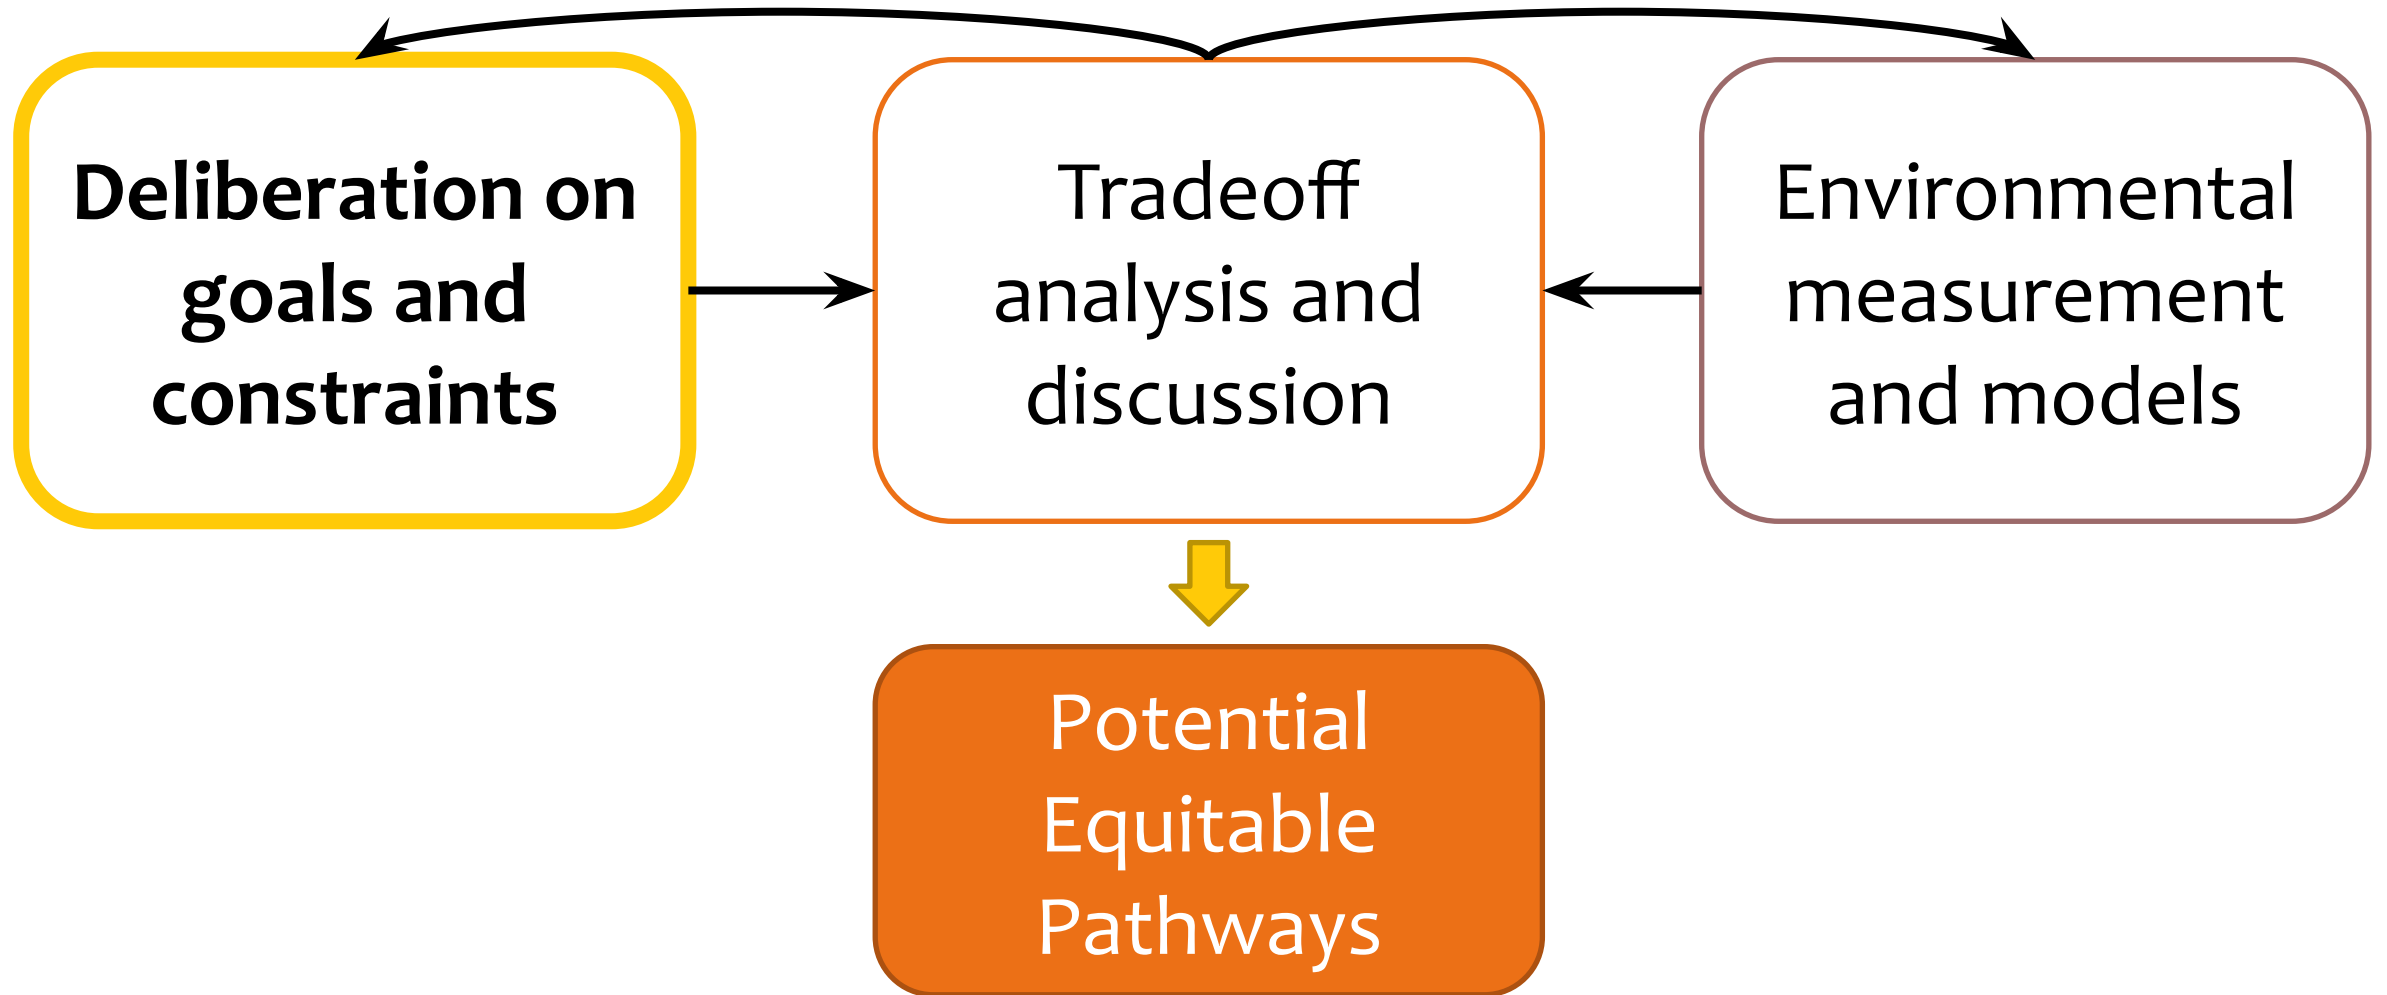 Deliberation on
goals and
constraints
Tradeoff
analysis and
discussion
Environmental
measurement
and models
Potential
Equitable
Pathways